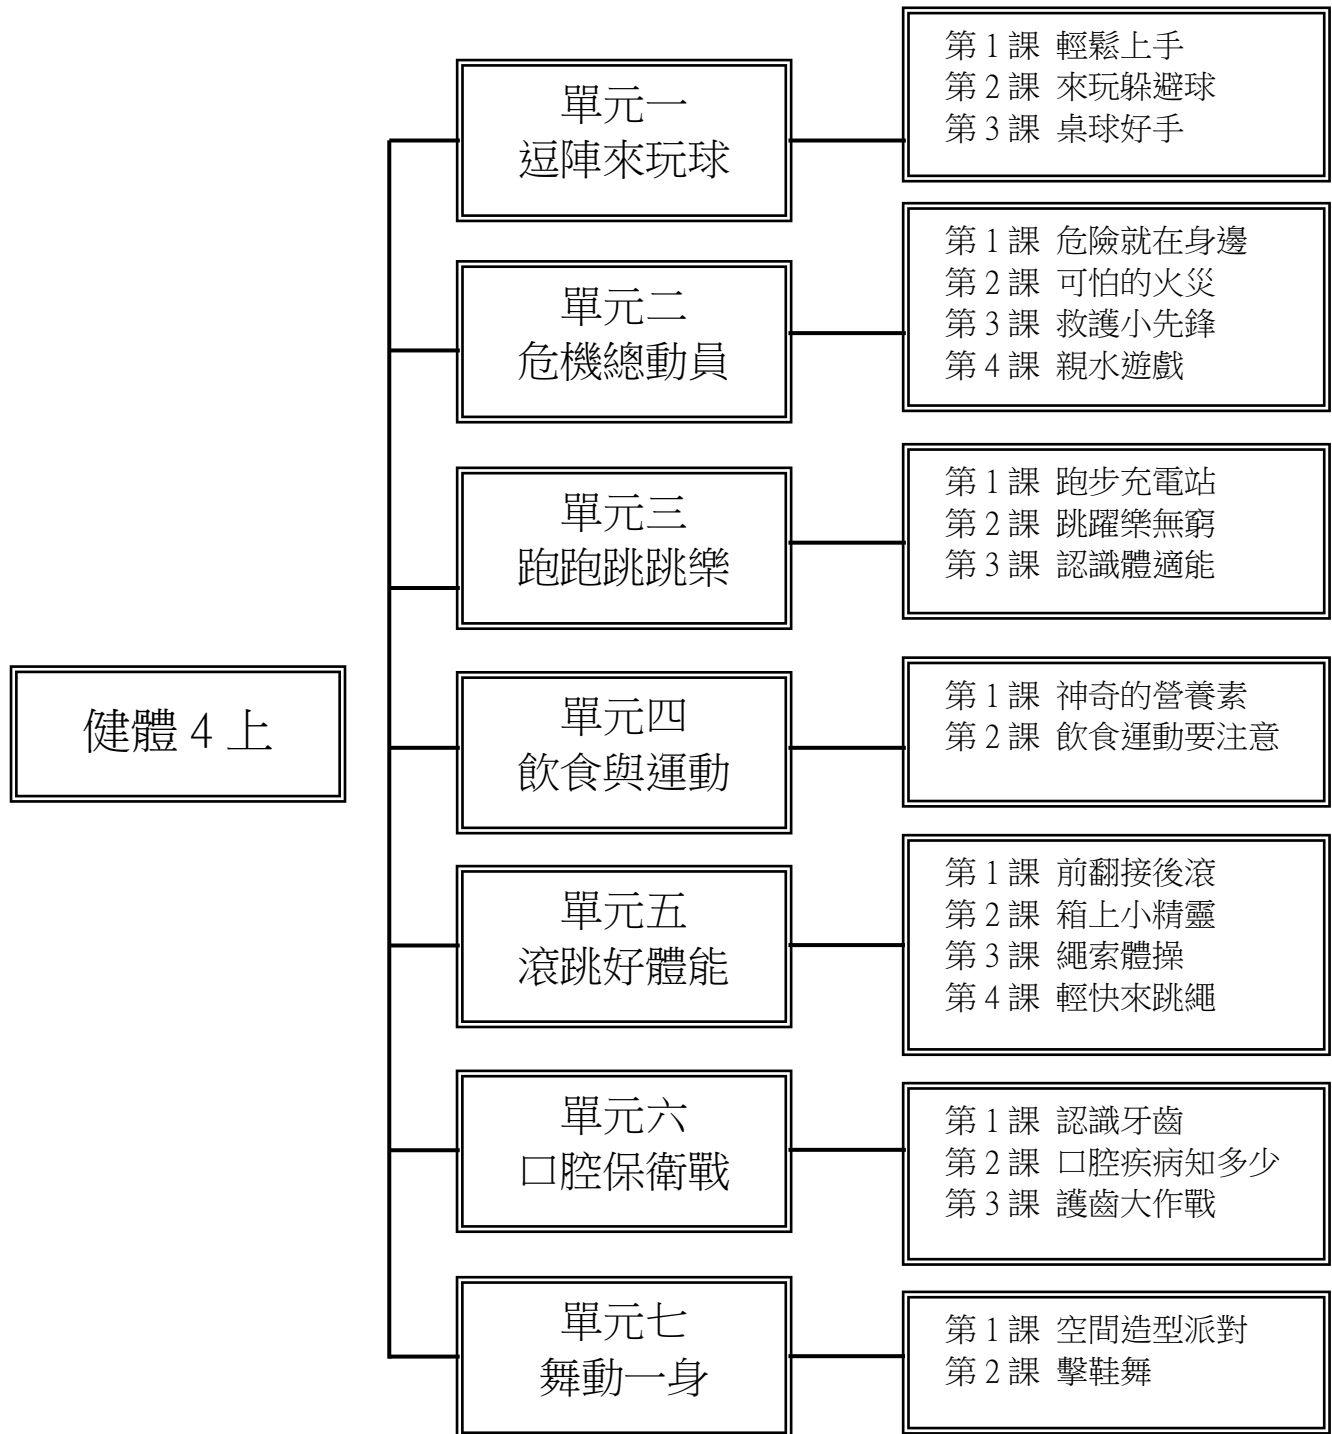 健體 4 上
單元一
逗陣來玩球
第 1 課 輕鬆上手
第 2 課 來玩躲避球
第 3 課 桌球好手
單元二
危機總動員
第 1 課 危險就在身邊
第 2 課 可怕的火災
第 3 課 救護小先鋒
第 4 課 親水遊戲
單元三
跑跑跳跳樂
第 1 課 跑步充電站
第 2 課 跳躍樂無窮
第 3 課 認識體適能
單元四
飲食與運動
第 1 課 神奇的營養素
第 2 課 飲食運動要注意
單元五
滾跳好體能
第 1 課 前翻接後滾
第 2 課 箱上小精靈
第 3 課 繩索體操
第 4 課 輕快來跳繩
單元六
口腔保衛戰
第 1 課 認識牙齒
第 2 課 口腔疾病知多少
第 3 課 護齒大作戰
單元七
舞動一身
第 1 課 空間造型派對
第 2 課 擊鞋舞